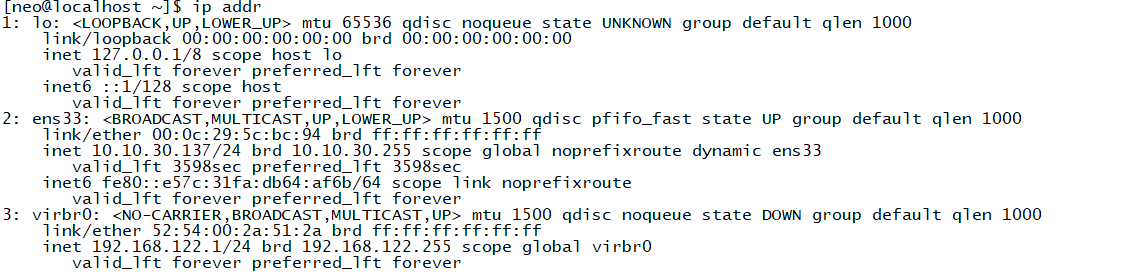 [neo@localhost ~]$ ip addr
1: lo: <LOOPBACK,UP,LOWER_UP> mtu 65536 qdisc noqueue state UNKNOWN group default qlen 1000
    link/loopback 00:00:00:00:00:00 brd 00:00:00:00:00:00
    inet 127.0.0.1/8 scope host lo
       valid_lft forever preferred_lft forever
    inet6 ::1/128 scope host
       valid_lft forever preferred_lft forever
2: ens33: <BROADCAST,MULTICAST,UP,LOWER_UP> mtu 1500 qdisc pfifo_fast state UP group default qlen 1000
    link/ether 00:0c:29:5c:bc:94 brd ff:ff:ff:ff:ff:ff
    inet 10.10.30.137/24 brd 10.10.30.255 scope global noprefixroute dynamic ens33
       valid_lft 3598sec preferred_lft 3598sec
    inet6 fe80::e57c:31fa:db64:af6b/64 scope link noprefixroute
       valid_lft forever preferred_lft forever
3: virbr0: <NO-CARRIER,BROADCAST,MULTICAST,UP> mtu 1500 qdisc noqueue state DOWN group default qlen 1000
    link/ether 52:54:00:2a:51:2a brd ff:ff:ff:ff:ff:ff
    inet 192.168.122.1/24 brd 192.168.122.255 scope global virbr0
       valid_lft forever preferred_lft forever